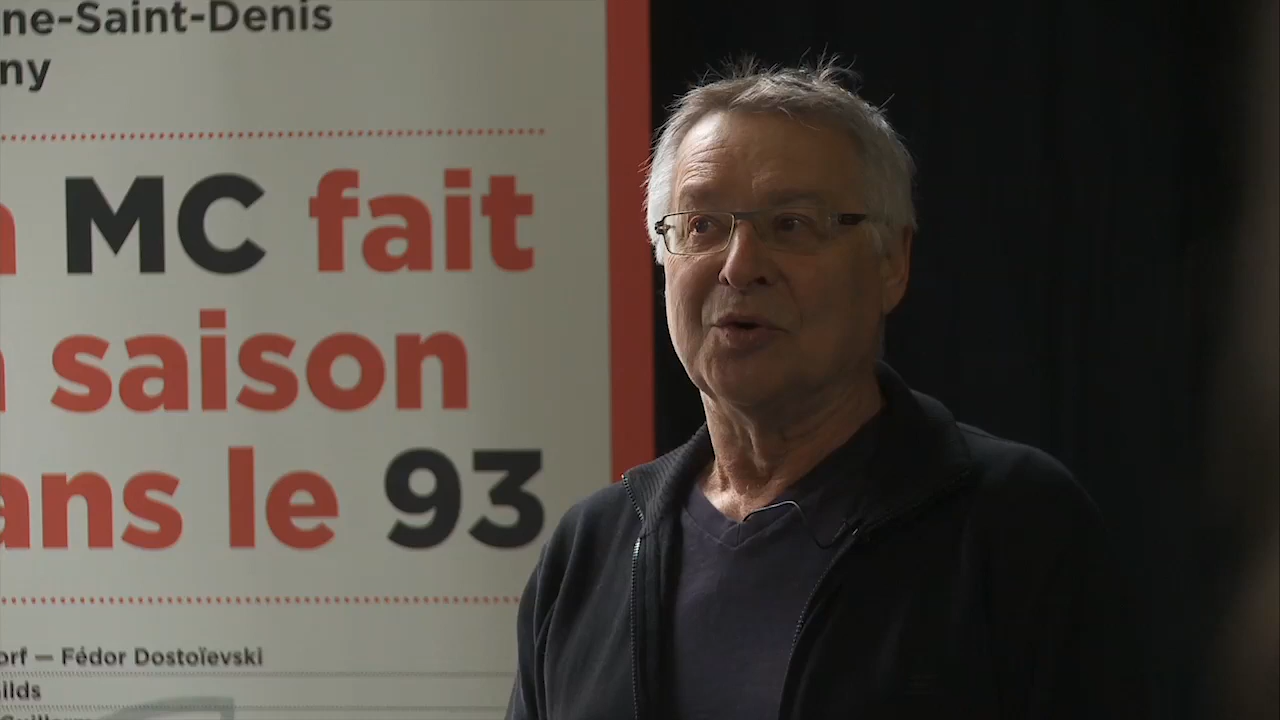 ne-Saint-Denis
ny
MC fait
saison
ans le 93
orf — Fédor Dostoïevski
ilds